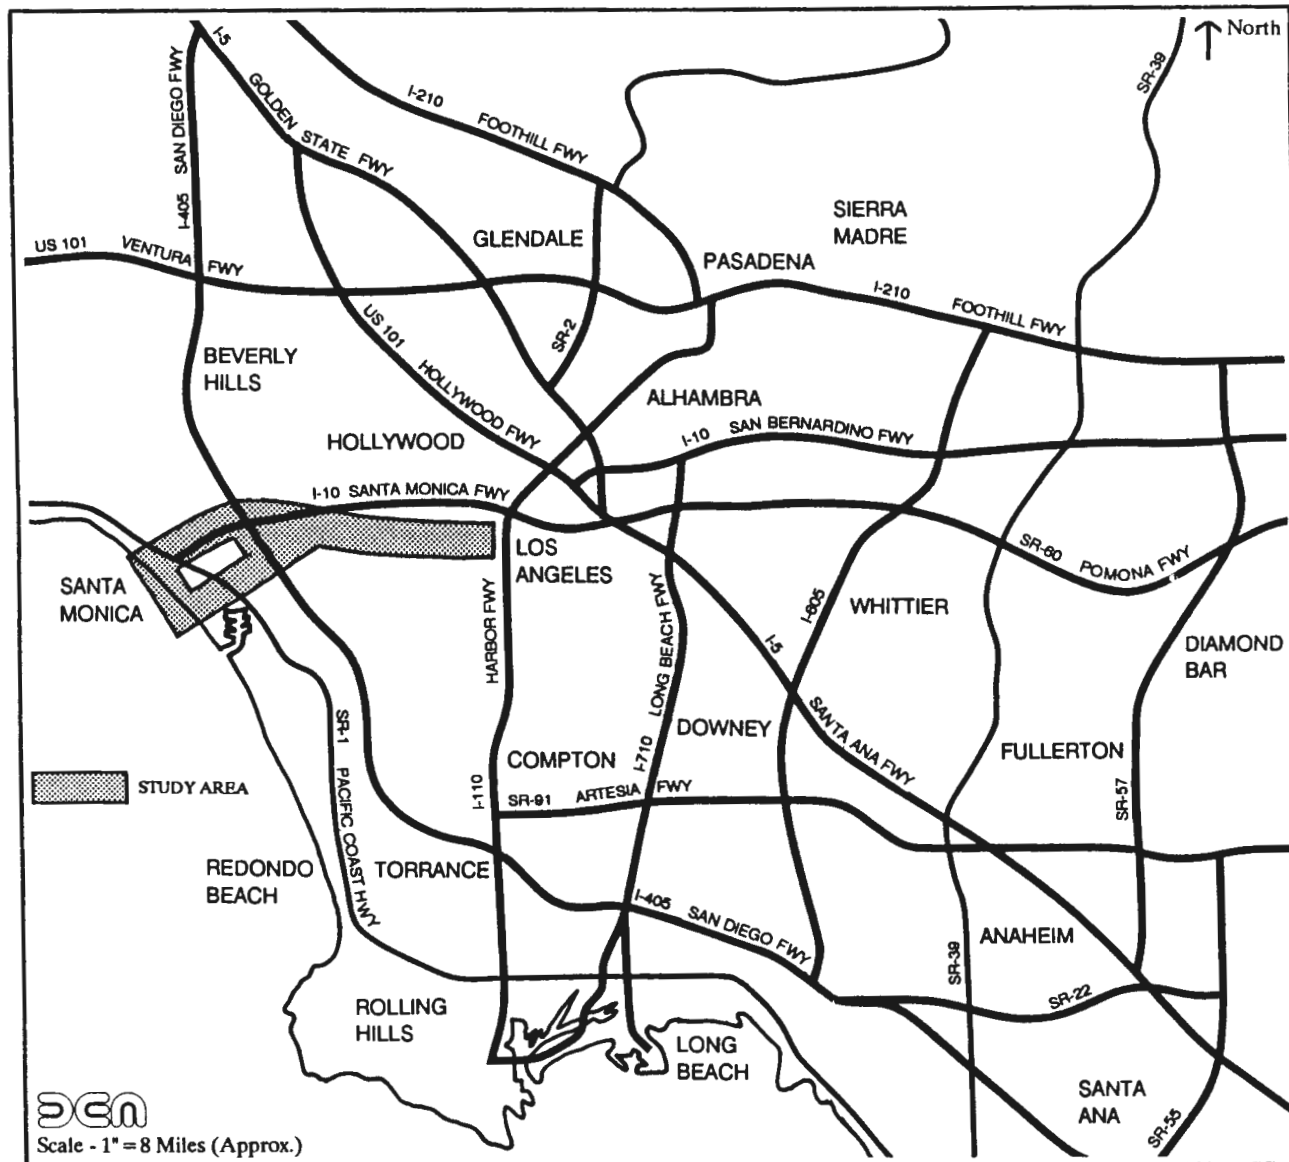 North
I-5
GOLDEN STATE FWY
I-405 SAN DIEGO FWY
I-210 FOOTHILL FWY
SR-39
US 101 VENTURA FWY
GLENDALE
SIERRA
MADRE
PASADENA
I-210 FOOTHILL FWY
US 101 HOLLYWOOD FWY
SR-2
BEVERLY
HILLS
ALHAMBRA
HOLLYWOOD
I-10 SAN BERNARDINO FWY
I-10 SANTA MONICA FWY
LOS
ANGELES
SR-60 POMONA FWY
SANTA
MONICA
I-110 HARBOR FWY
I-710 LONG BEACH FWY
I-605
WHITTIER
I-5 SANTA ANA FWY
DIAMOND
BAR
SR-1 PACIFIC COAST HWY
DOWNEY
COMPTON
FULLERTON
STUDY AREA
SR-91 ARTESIA FWY
SR-57
REDONDO
BEACH
TORRANCE
I-405 SAN DIEGO FWY
ANAHEIM
SR-39
SR-22
ROLLING
HILLS
LONG
BEACH
SANTA
ANA
SR-55
Scale - 1" = 8 Miles (Approx.)